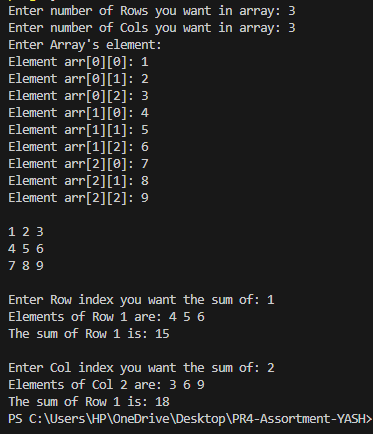 Enter number of Rows you want in array: 3
Enter number of Cols you want in array: 3
Enter Array's element:
Element arr[0][0]: 1
Element arr[0][1]: 2
Element arr[0][2]: 3
Element arr[1][0]: 4
Element arr[1][1]: 5
Element arr[1][2]: 6
Element arr[2][0]: 7
Element arr[2][1]: 8
Element arr[2][2]: 9
1 2 3
4 5 6
7 8 9
Enter Row index you want the sum of: 1
Elements of Row 1 are: 4 5 6
The sum of Row 1 is: 15
Enter Col index you want the sum of: 2
Elements of Col 2 are: 3 6 9
The sum of Row 1 is: 18
PS C:\Users\HP\OneDrive\Desktop\PR4-Assortment-YASH>